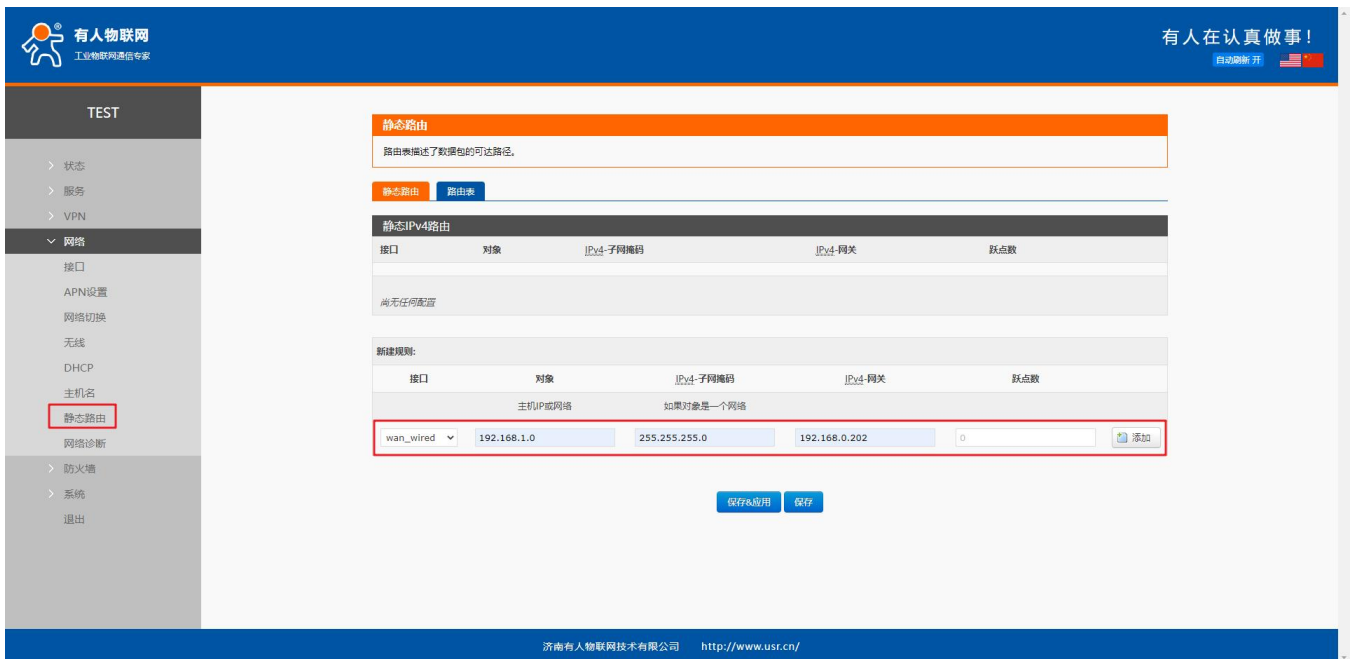 有人物联网
工业物联网通信专家
有人在认真做事!
自动刷新 开
TEST
状态
服务
VPN
网络
接口
APN设置
网络切换
无线
DHCP
主机名
静态路由
网络诊断
防火墙
系统
退出
静态路由
路由表描述了数据包的可达路径。
静态路由 路由表
静态IPv4路由
接口 对象 IPv4-子网掩码 IPv4-网关 跃点数
尚无任何配置
新建规则:
接口 对象 IPv4-子网掩码 IPv4-网关 跃点数
主机IP或网络 如果对象是一个网络
wan_wired 192.168.1.0 255.255.255.0 192.168.0.202 0 添加
保存&应用 保存
济南有人物联网技术有限公司 http://www.usr.cn/